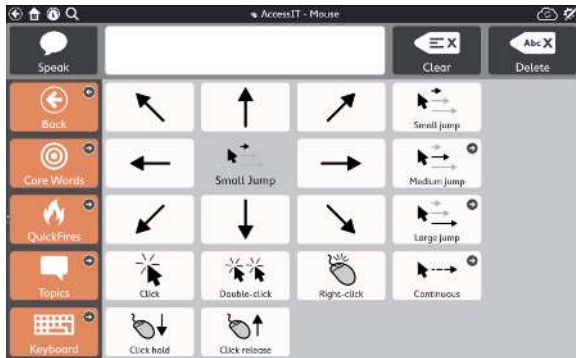 AccessIT - Mouse
Speak
Clear
Abc X
Delete
Back
Small jump
Core Words
Small Jump
Medium jump
QuickFires
Large jump
Topics
Click
Double-click
Right-click
Continuous
Keyboard
Click hold
Click release